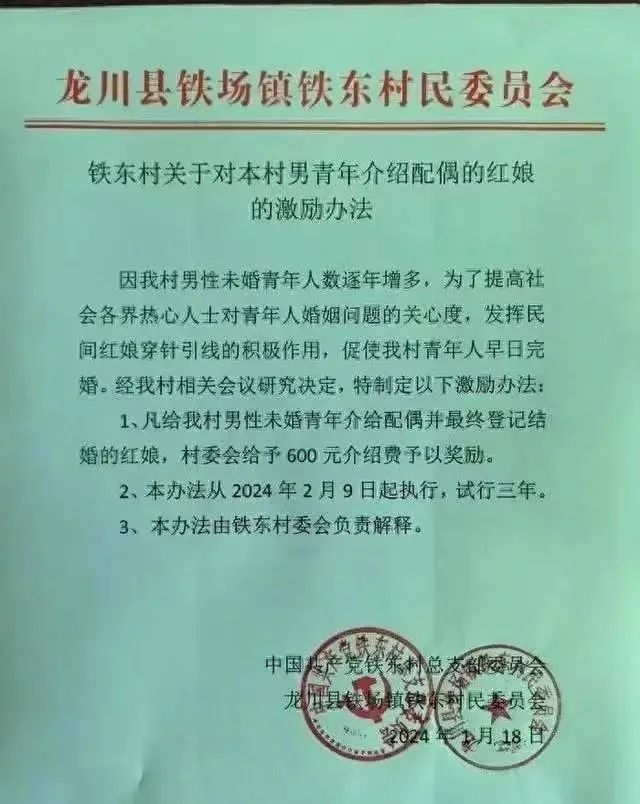 龙川县铁场镇铁东村民委员会
铁东村关于对本村男青年介绍配偶的红娘
的激励办法
因我村男性未婚青年人数逐年增多，为了提高社
会各界热心人士对青年人婚姻问题的关心度，发挥民
间红娘穿针引线的积极作用，促使我村青年人早日完
婚。经我村相关会议研究决定，特制定以下激励办法：
1、凡给我村男性未婚青年介给配偶并最终登记结
婚的红娘，村委会给予 600 元介绍费予以奖励。
2、本办法从 2024 年 2 月 9 日起执行，试行三年。
3、本办法由铁东村委会负责解释。
中国共产党铁东村总支部委员会
龙川县铁场镇铁东村民委员会
2024 年 1 月 18 日